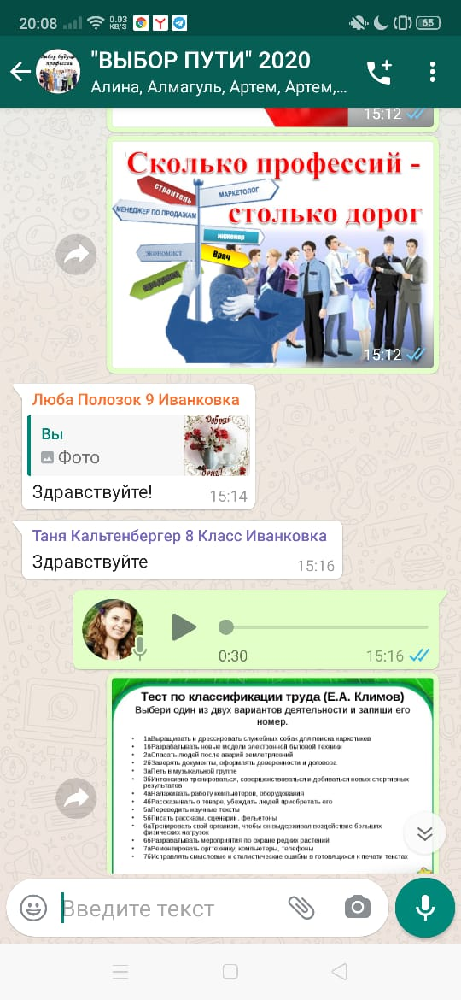 20:08
0.03
KB/S
65
Выбор будущей
профессии
"ВЫБОР ПУТИ" 2020
Алина, Алмагуль, Артем, Артем,...
15:12
Сколько профессий -
столько дорог
строитель
МАРКЕТОЛОГ
МЕНЕДЖЕР ПО ПРОДАЖАМ
инженер
ЭКОНОМИСТ
Врач
продавец
15:12
Люба Полозок 9 Иванковка
Вы
Фото
Добрый
день!
Здравствуйте!
15:14
Таня Кальтенбергер 8 Класс Иванковка
Здравствуйте
15:16
0:30
15:16
Тест по классификации труда (Е.А. Климов)
Выбери один из двух вариантов деятельности и запиши его
номер.
• 1аВыращивать и дрессировать служебных собак для поиска наркотиков
• 1бРазрабатывать новые модели электронной бытовой техники
• 2аСпасать людей после аварий землетрясений
• 2бЗаверять документы, оформлять доверенности и договора
• 3аПеть в музыкальной группе
• 3бИнтенсивно тренироваться, совершенствоваться и добиваться новых спортивных
результатов
• 4аНалаживать работу компьютеров, оборудования
• 4бРассказывать о товаре, убеждать людей приобретать его
• 5аПереводить научные тексты
• 5бПисать рассказы, сценарии, фельетоны
• 6аТренировать свой организм, чтобы он выдерживал воздействие больших
физических нагрузок
• 6бРазрабатывать мероприятия по охране редких растений
• 7аРемонтировать оргтехнику, компьютеры, телефоны
• 7бИсправлять смысловые и стилистические ошибки в готовящихся к печати текстах
Введите текст